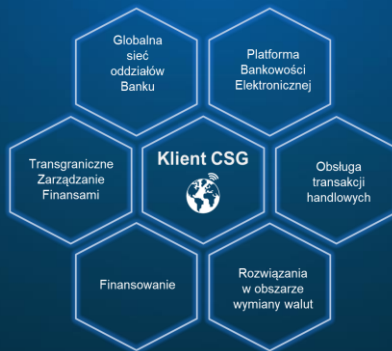 Globalna
sieć
oddziałów
Banku
Platforma
Bankowości
Elektronicznej
Transgraniczne
Zarządzanie
Finansami
Klient CSG
Obsługa
transakcji
handlowych
Finansowanie
Rozwiązania
w obszarze
wymiany walut